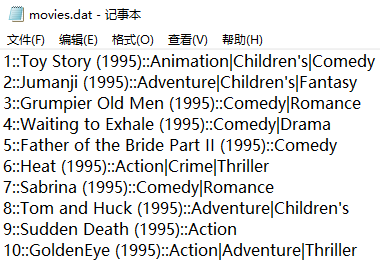 movies.dat - 记事本
文件(F) 编辑(E) 格式(O) 查看(V) 帮助(H)
1::Toy Story (1995)::Animation|Children's|Comedy
2::Jumanji (1995)::Adventure|Children's|Fantasy
3::Grumpier Old Men (1995)::Comedy|Romance
4::Waiting to Exhale (1995)::Comedy|Drama
5::Father of the Bride Part II (1995)::Comedy
6::Heat (1995)::Action|Crime|Thriller
7::Sabrina (1995)::Comedy|Romance
8::Tom and Huck (1995)::Adventure|Children's
9::Sudden Death (1995)::Action
10::GoldenEye (1995)::Action|Adventure|Thriller